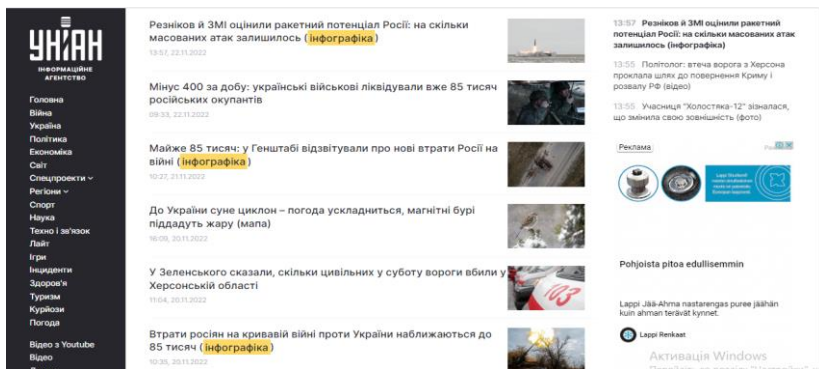 УНІАН
ІНФОРМАЦІЙНЕ
АГЕНТСТВО
Головна
Війна
Україна
Політика
Економіка
Світ
Спецпроекти
Регіони
Спорт
Наука
Техно і зв'язок
Лайт
Ігри
Інциденти
Здоров'я
Туризм
Курйози
Погода
Відео з Youtube
Відео
Резніков й ЗМІ оцінили ракетний потенціал Росії: на скільки
масованих атак залишилось (інфографіка)
13:57, 22.11.2022
Мінус 400 за добу: українські військові ліквідували вже 85 тисяч
російських окупантів
09:33, 22.11.2022
Майже 85 тисяч: у Генштабі відзвітували про нові втрати Росії на
війні (інфографіка)
10:27, 21.11.2022
До України суне циклон – погода ускладниться, магнітні бурі
піддадуть жару (мапа)
16:09, 20.11.2022
У Зеленського сказали, скільки цивільних у суботу вороги вбили у
Херсонській області
11:04, 20.11.2022
103
Втрати росіян на кривавій війні проти України наближаються до
85 тисяч (інфографіка)
10:35, 20.11.2022
13:57 Резніков й ЗМІ оцінили ракетний
потенціал Росії: на скільки масованих атак
залишилось (інфографіка)
13:55 Політолог: втеча ворога з Херсона
проклала шлях до повернення Криму і
розвалу РФ (відео)
13:55 Учасниця "Холостяка-12" зізналася,
що змінила свою зовнішність (фото)
Реклама
Pohjoista pitoa edullisemmin
Lappi Jää-Ahma nastarengas puree jäähän
kuin ahman terävät kynnet.
Lappi Renkaat
Активація Windows